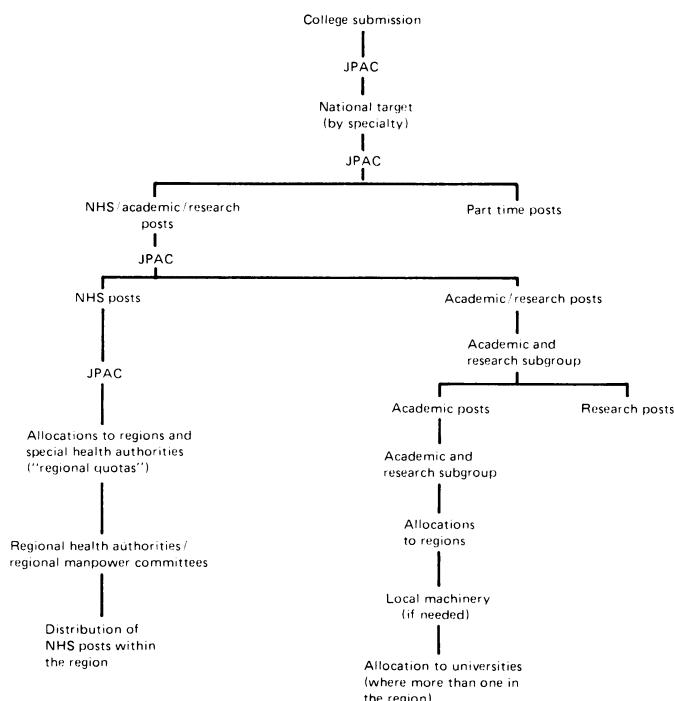 College submission
JPAC
National target
(by specialty)
JPAC
NHS/academic/research
posts
Part time posts
JPAC
NHS posts
Academic/research posts
Academic and
research subgroup
JPAC
Academic posts
Research posts
Allocations to regions and
special health authorities
("regional quotas")
Academic and
research subgroup
Allocations
to regions
Regional health authorities/
regional manpower committees
Local machinery
(if needed)
Distribution of
NHS posts within
the region
Allocation to universities
(where more than one in
the region)